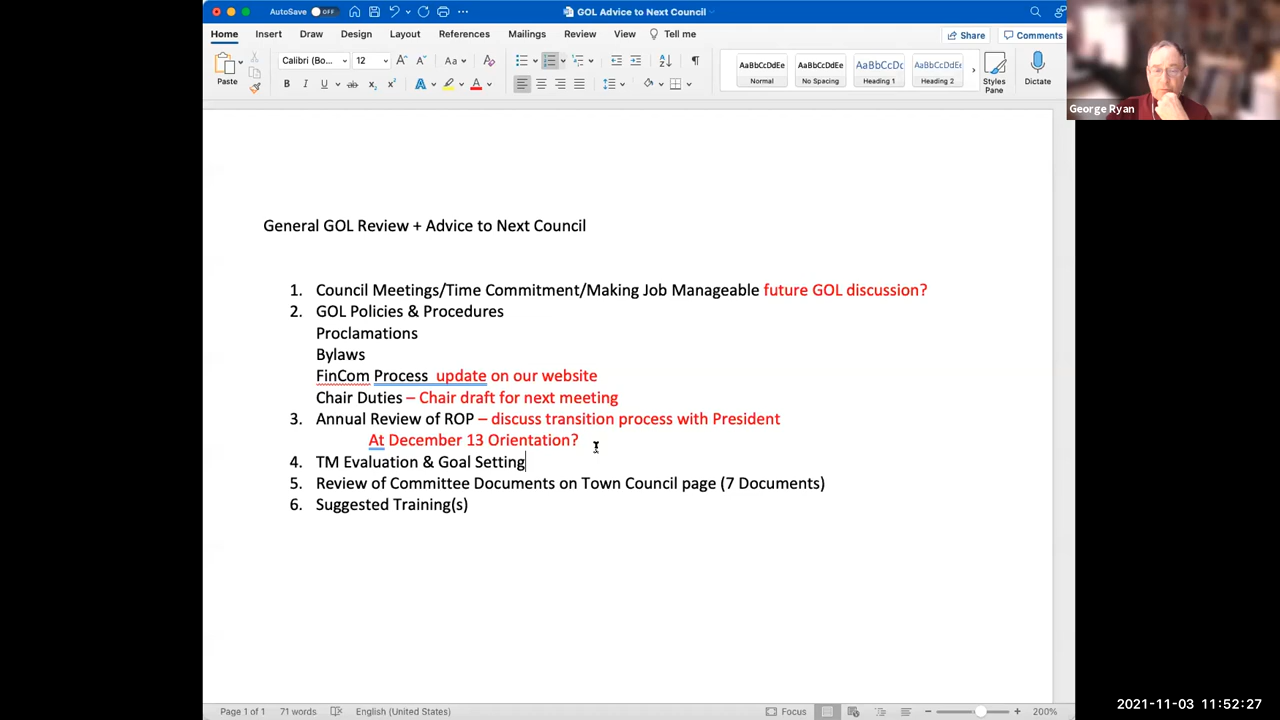 AutoSave OFF
GOL Advice to Next Council
Home Insert Draw Design Layout References Mailings Review View Tell me
Share Comments
Paste
Calibri (Bo... 12
AaBbCcDdEe AaBbCcDdEe AaBbCcDc AaBbCcDdEe
Normal No Spacing Heading 1 Heading 2
Styles Pane
Dictate
George Ryan
General GOL Review + Advice to Next Council
1. Council Meetings/Time Commitment/Making Job Manageable future GOL discussion?
2. GOL Policies & Procedures
Proclamations
Bylaws
FinCom Process update on our website
Chair Duties – Chair draft for next meeting
3. Annual Review of ROP – discuss transition process with President
At December 13 Orientation?
4. TM Evaluation & Goal Setting
5. Review of Committee Documents on Town Council page (7 Documents)
6. Suggested Training(s)
Page 1 of 1 71 words English (United States) Focus 200%
2021-11-03 11:52:27